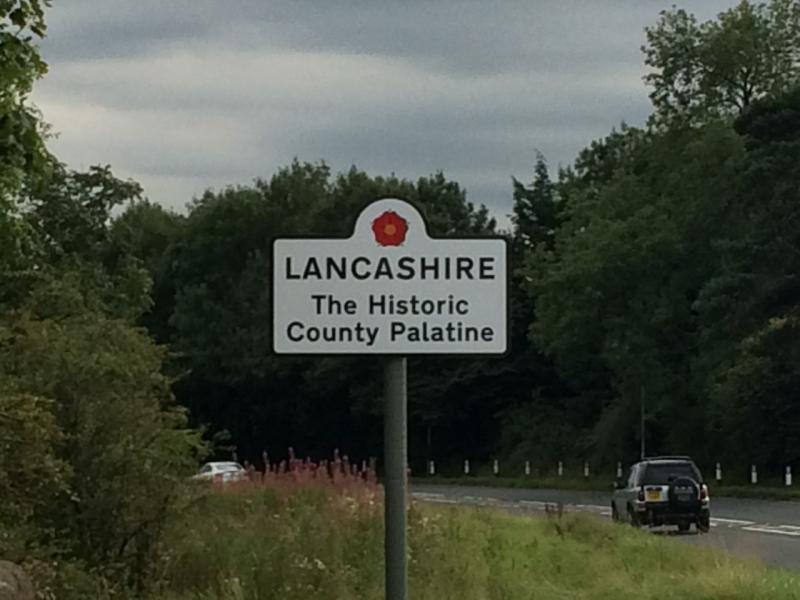 LANCASHIRE
The Historic
County Palatine